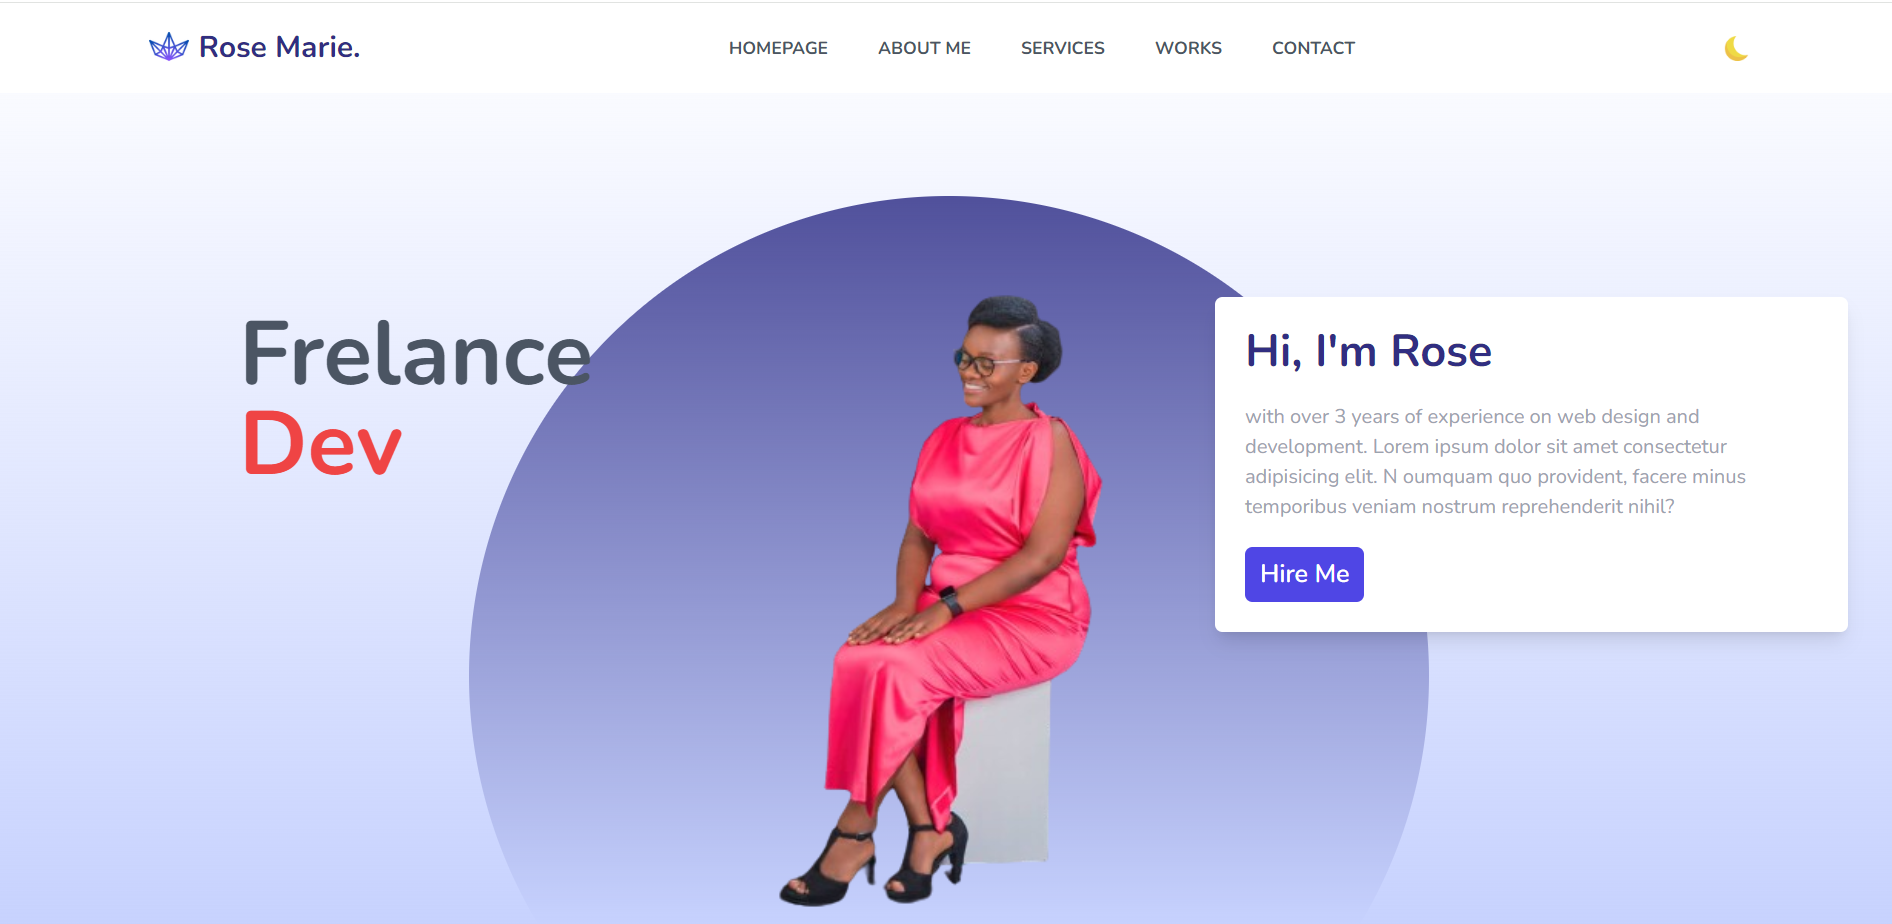 Rose Marie.
HOMEPAGE ABOUT ME SERVICES WORKS CONTACT
Frelance
Dev
Hi, I'm Rose
with over 3 years of experience on web design and
development. Lorem ipsum dolor sit amet consectetur
adipisicing elit. N oumquam quo provident, facere minus
temporibus veniam nostrum reprehenderit nihil?
Hire Me